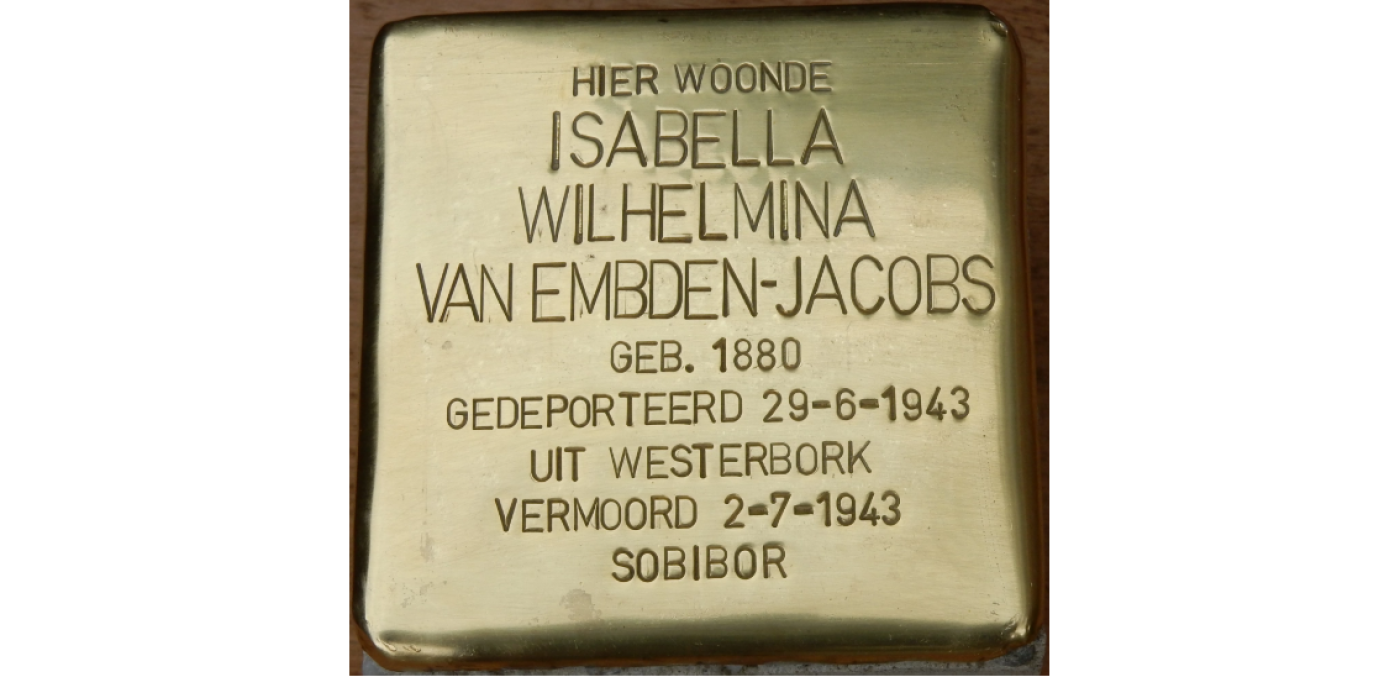 HIER WOONDE
ISABELLA
WILHELMINA
VAN EMBDEN-JACOBS
GEB. 1880
GEDEPORTEERD 29-6-1943
UIT WESTERBORK
VERMOORD 2-7-1943
SOBIBOR